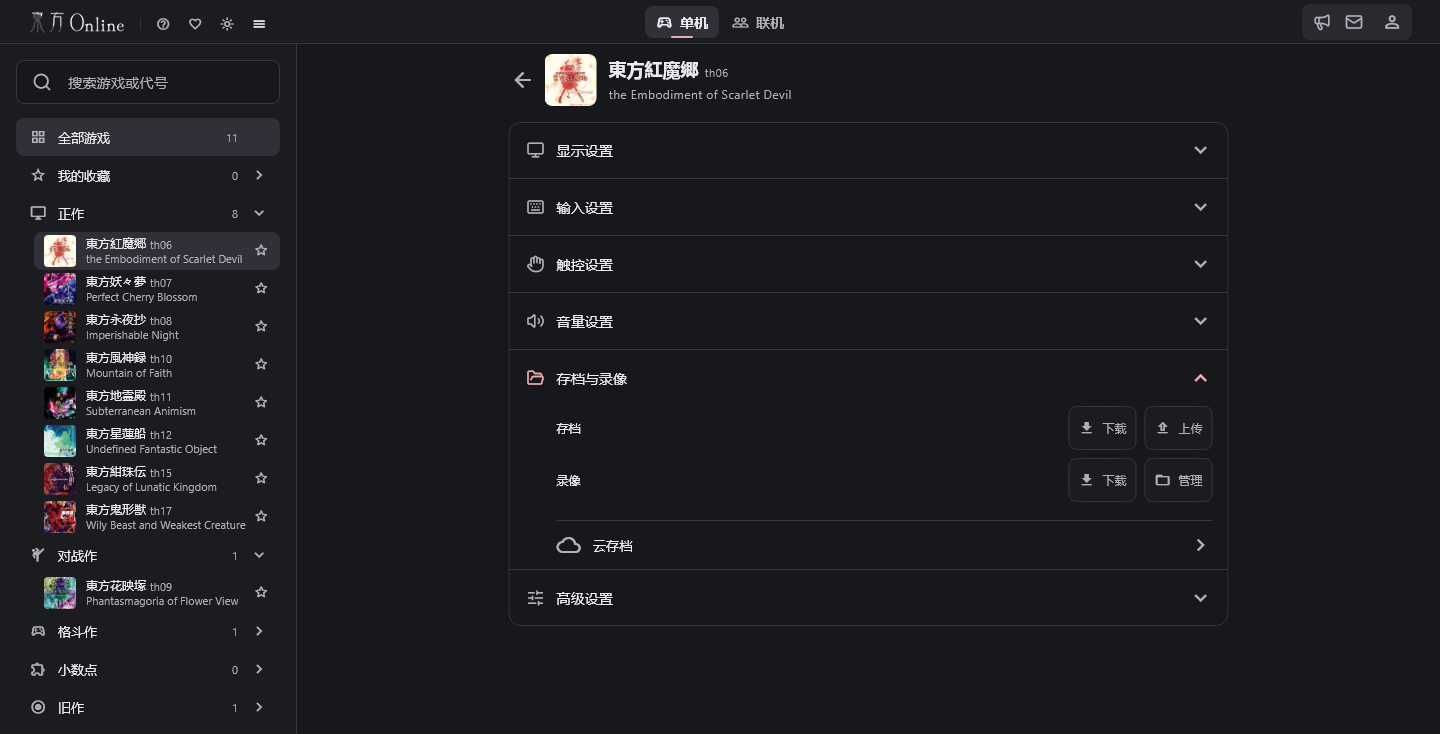 東方Online
单机
联机
搜索游戏或代号
全部游戏 11
我的收藏 0
正作 8
東方紅魔郷 th06
the Embodiment of Scarlet Devil
東方妖々夢 th07
Perfect Cherry Blossom
東方永夜抄 th08
Imperishable Night
東方風神録 th10
Mountain of Faith
東方地霊殿 th11
Subterranean Animism
東方星蓮船 th12
Undefined Fantastic Object
東方紺珠伝 th15
Legacy of Lunatic Kingdom
東方鬼形獣 th17
Wily Beast and Weakest Creature
对战作 1
東方花映塚 th09
Phantasmagoria of Flower View
格斗作 1
小数点 0
旧作 1
東方紅魔郷 th06
the Embodiment of Scarlet Devil
显示设置
输入设置
触控设置
音量设置
存档与录像
存档 下载 上传
录像 下载 管理
云存档
高级设置